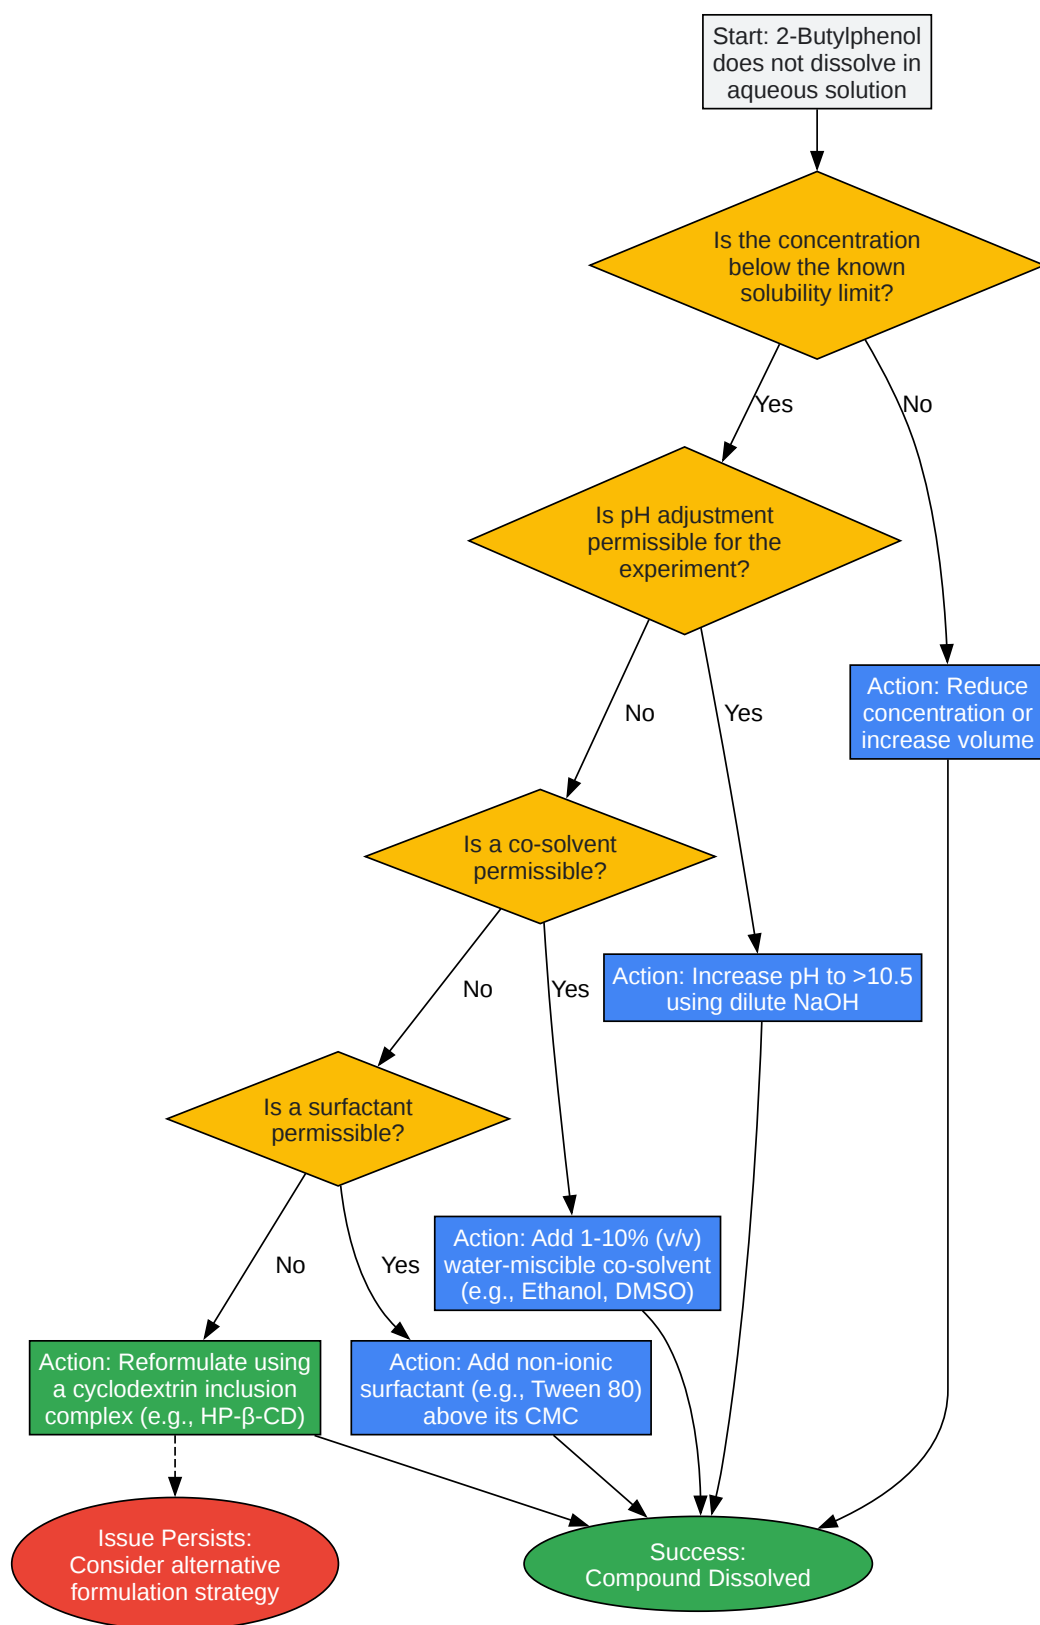 Start: 2-Butylphenol
does not dissolve in
aqueous solution
Is the concentration
below the known
solubility limit?
Yes
No
Is pH adjustment
permissible for the
experiment?
Action: Reduce
concentration or
increase volume
No
Yes
Is a co-solvent
permissible?
Action: Increase pH to >10.5
using dilute NaOH
No
Yes
Is a surfactant
permissible?
Action: Add 1-10% (v/v)
water-miscible co-solvent
(e.g., Ethanol, DMSO)
No
Yes
Action: Reformulate using
a cyclodextrin inclusion
complex (e.g., HP-β-CD)
Action: Add non-ionic
surfactant (e.g., Tween 80)
above its CMC
Issue Persists:
Consider alternative
formulation strategy
Success:
Compound Dissolved